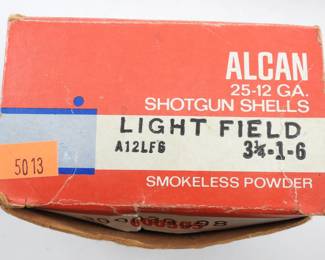 ALCAN
25-12 GA.
SHOTGUN SHELLS
LIGHT FIELD
A12LF6 3¼-1-6
5013
SMOKELESS POWDER